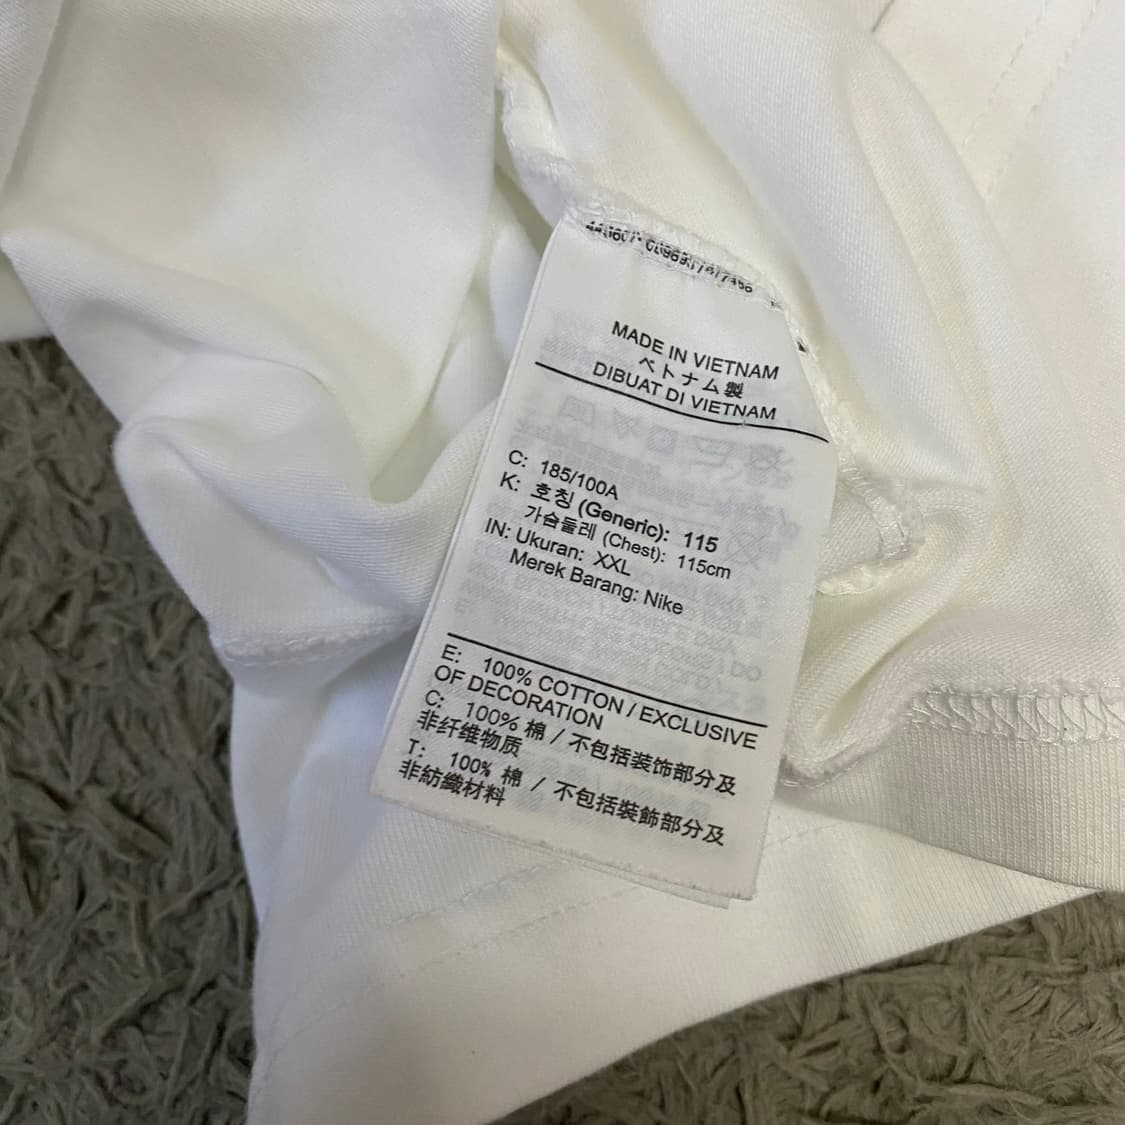 MADE IN VIETNAM
ベトナム製
DIBUAT DI VIETNAM
C: 185/100A
K: 호칭 (Generic): 115
가슴둘레 (Chest): 115cm
IN: Ukuran: XXL
Merek Barang: Nike
E: 100% COTTON / EXCLUSIVE
OF DECORATION
C: 100% 棉 / 不包括装饰部分及
非纤维物质
T: 100% 棉 / 不包括裝飾部分及
非紡織材料